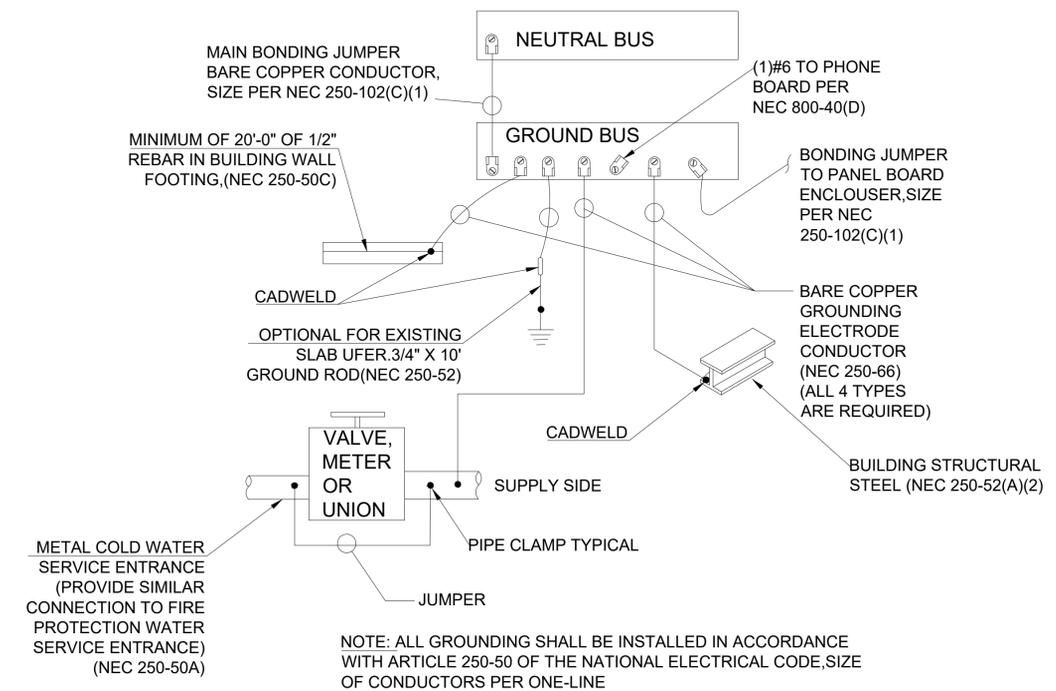 NEUTRAL BUS
MAIN BONDING JUMPER
BARE COPPER CONDUCTOR,
SIZE PER NEC 250-102(C)(1)
(1)#6 TO PHONE
BOARD PER
NEC 800-40(D)
GROUND BUS
MINIMUM OF 20'-0" OF 1/2"
REBAR IN BUILDING WALL
FOOTING,(NEC 250-50C)
BONDING JUMPER
TO PANEL BOARD
ENCLOUSER,SIZE
PER NEC
250-102(C)(1)
CADWELD
BARE COPPER
GROUNDING
ELECTRODE
CONDUCTOR
(NEC 250-66)
(ALL 4 TYPES
ARE REQUIRED)
OPTIONAL FOR EXISTING
SLAB UFER.3/4" X 10'
GROUND ROD(NEC 250-52)
CADWELD
BUILDING STRUCTURAL
STEEL (NEC 250-52(A)(2)
VALVE,
METER
OR
UNION
SUPPLY SIDE
PIPE CLAMP TYPICAL
METAL COLD WATER
SERVICE ENTRANCE
(PROVIDE SIMILAR
CONNECTION TO FIRE
PROTECTION WATER
SERVICE ENTRANCE)
(NEC 250-50A)
JUMPER
NOTE: ALL GROUNDING SHALL BE INSTALLED IN ACCORDANCE
WITH ARTICLE 250-50 OF THE NATIONAL ELECTRICAL CODE,SIZE
OF CONDUCTORS PER ONE-LINE